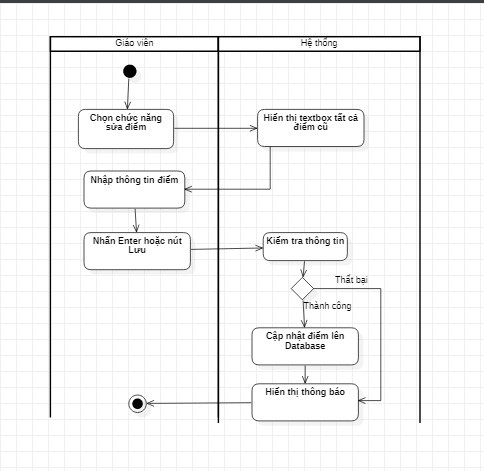 Giáo viên
Hệ thống
Chọn chức năng
sửa điểm
Hiển thị textbox tất cả
điểm cũ
Nhập thông tin điểm
Nhấn Enter hoặc nút
Lưu
Kiểm tra thông tin
Thất bại
Thành công
Cập nhật điểm lên
Database
Hiển thị thông báo